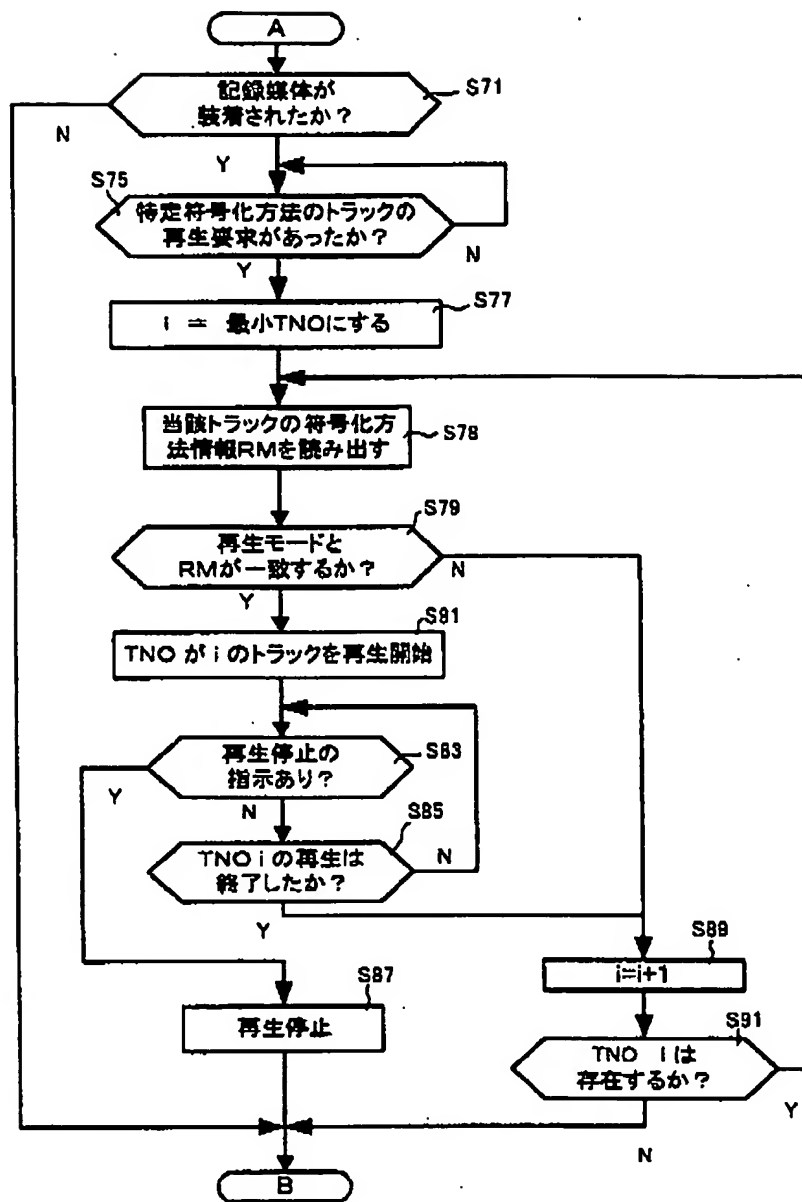 A
記録媒体が
装着されたか？
S71
N
Y
S75
特定符号化方法のトラックの
再生要求があったか？
N
Y
S77
i = 最小TNOにする
当該トラックの符号化方
法情報RMを読み出す
S78
S79
再生モードと
RMが一致するか？
N
Y
S91
TNO が i のトラックを再生開始
再生停止の
指示あり？
S83
Y
N
S85
TNO i の再生は
終了したか？
N
Y
S89
i=i+1
S87
再生停止
S91
TNO i は
存在するか？
Y
N
B